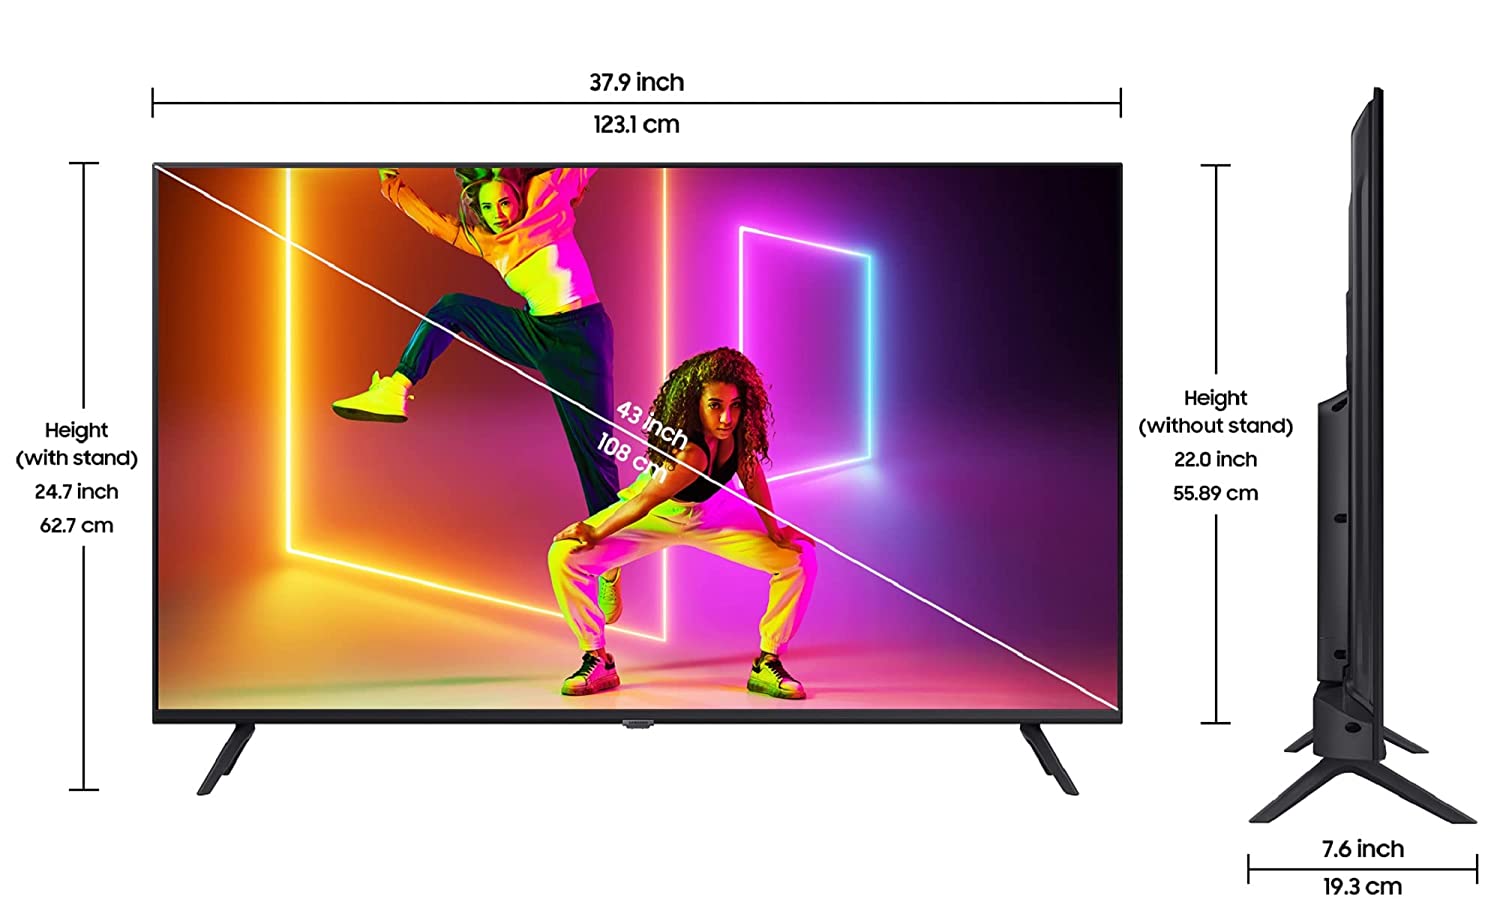 37.9 inch
123.1 cm
Height
(with stand)
24.7 inch
62.7 cm
43 inch
108 cm
Height
(without stand)
22.0 inch
55.89 cm
7.6 inch
19.3 cm